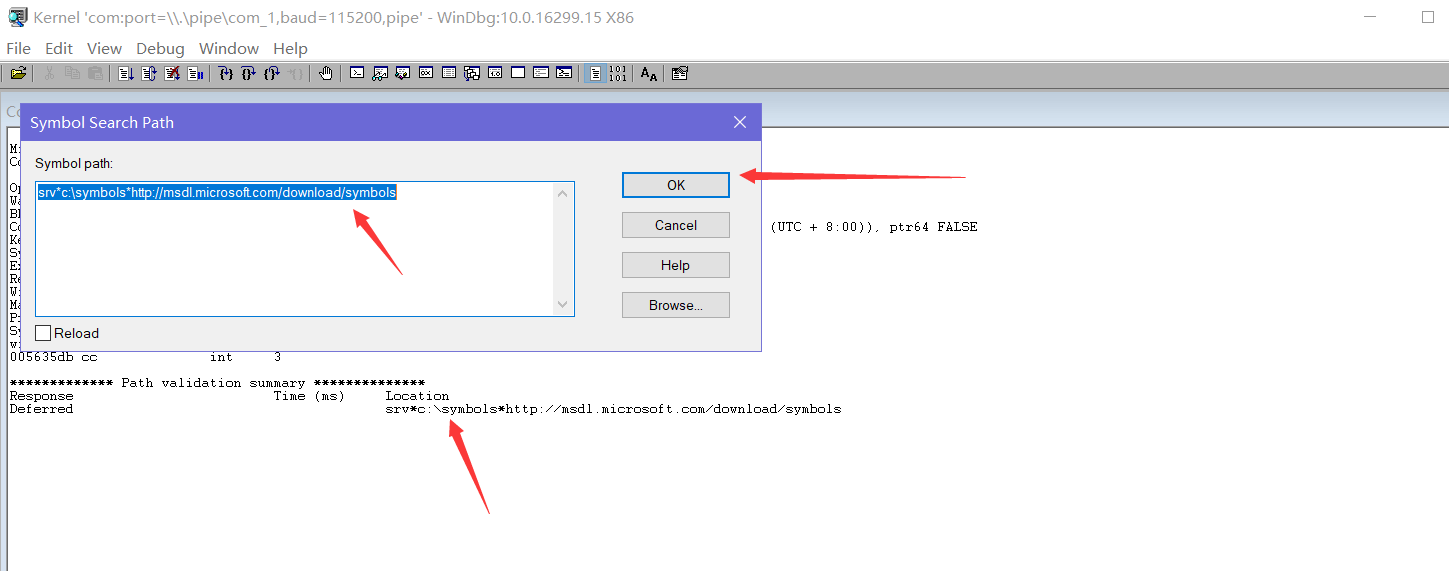 Kernel 'com:port=\\.\pipe\com_1,baud=115200,pipe' - WinDbg:10.0.16299.15 X86
File Edit View Debug Window Help
Symbol Search Path
Symbol path:
srv*c:\symbols*http://msdl.microsoft.com/download/symbols
OK
Cancel
Help
Browse...
Reload
(UTC + 8:00)), ptr64 FALSE
005635db cc int 3
************* Path validation summary **************
Response Time (ms) Location
Deferred srv*c:\symbols*http://msdl.microsoft.com/download/symbols